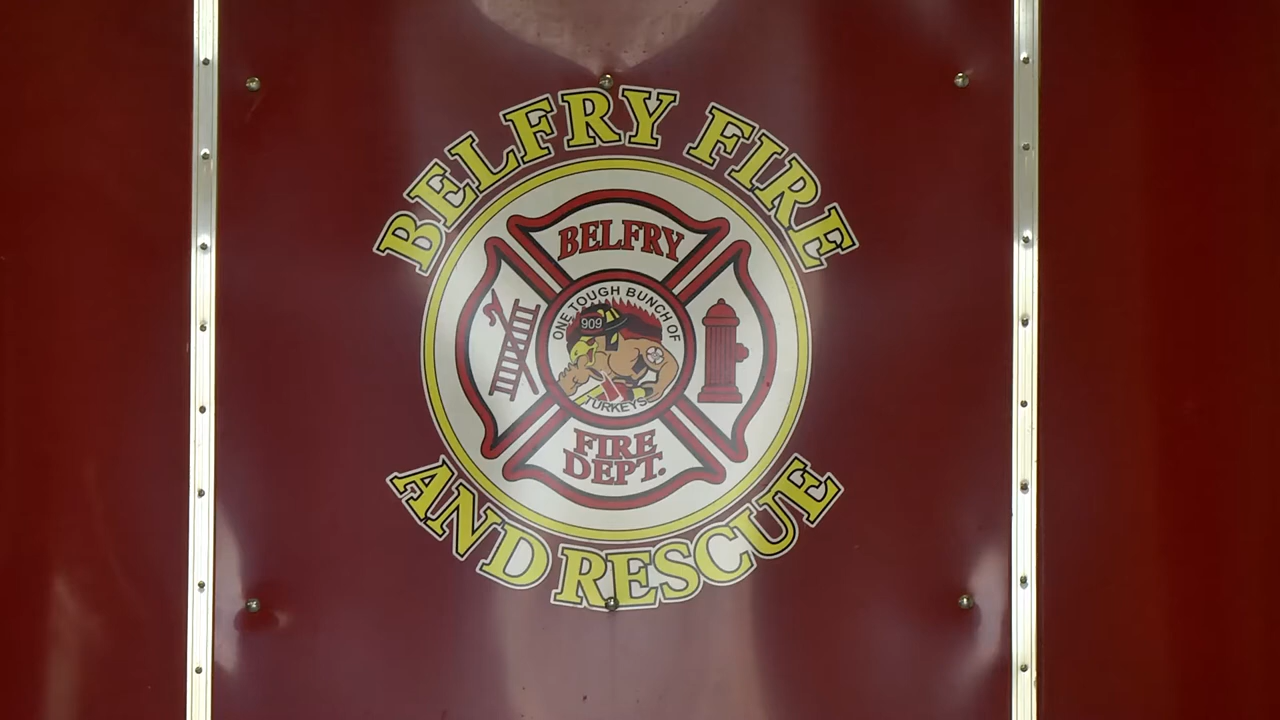 BELFRY FIRE
BELFRY
ONE TOUGH BUNCH OF
909
TURKEYS
FIRE
DEPT.
AND RESCUE